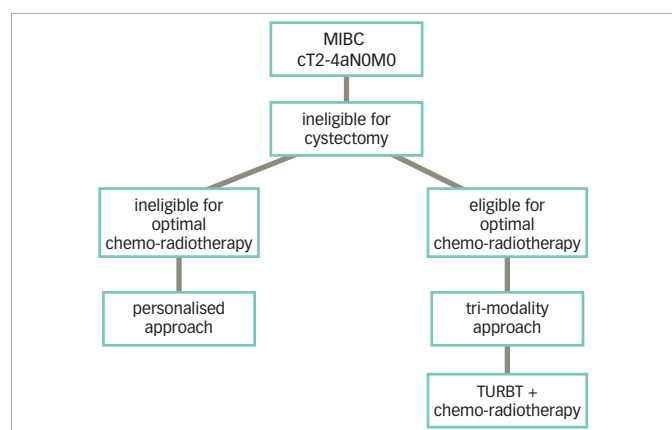 MIBC
cT2-4aN0M0
ineligible for
cystectomy
ineligible for
optimal
chemo-radiotherapy
eligible for
optimal
chemo-radiotherapy
personalised
approach
tri-modality
approach
TURBT +
chemo-radiotherapy